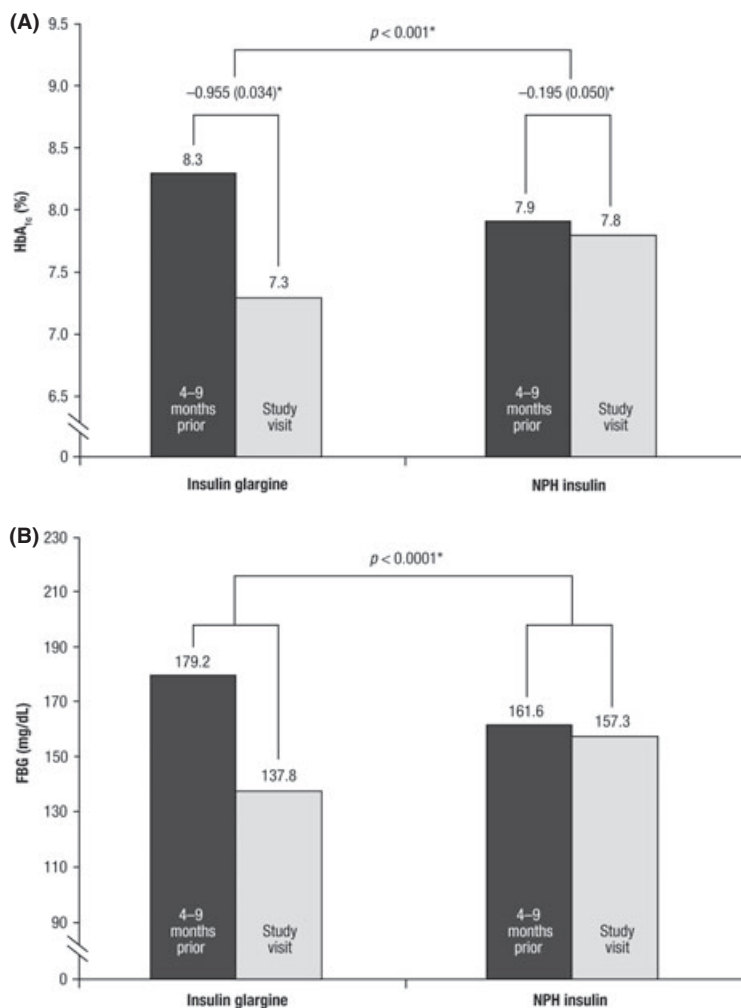 (A)
9.5
9.0
8.5
8.0
7.5
7.0
6.5
0
HbA1c (%)
p < 0.001*
–0.955 (0.034)*
–0.195 (0.050)*
8.3
7.3
7.9
7.8
4–9
months
prior
Study
visit
4–9
months
prior
Study
visit
Insulin glargine
NPH insulin
(B)
230
210
190
170
150
130
110
90
0
FBG (mg/dL)
p < 0.0001*
179.2
137.8
161.6
157.3
4–9
months
prior
Study
visit
4–9
months
prior
Study
visit
Insulin glargine
NPH insulin